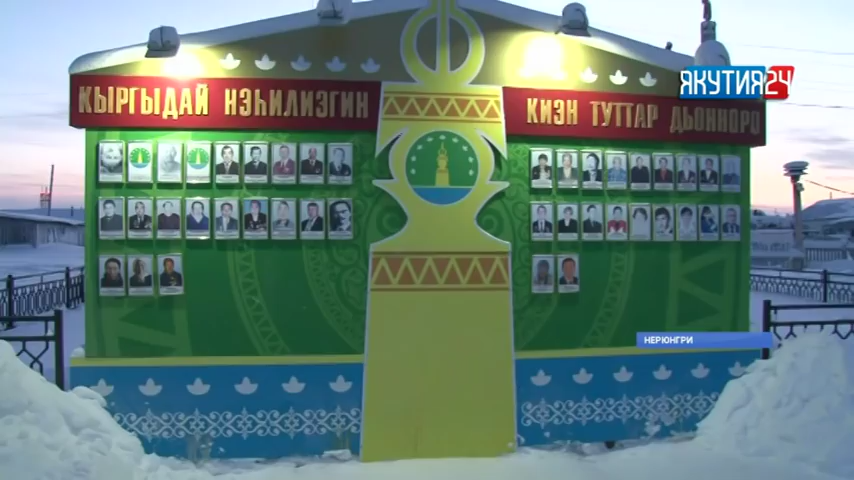 КЫРГЫДАЙ НЭҺИЛИЭГИН
КИЭН ТУТТАР ДЬОННОРО
ЯКУТИЯ24
НЕРЮНГРИ